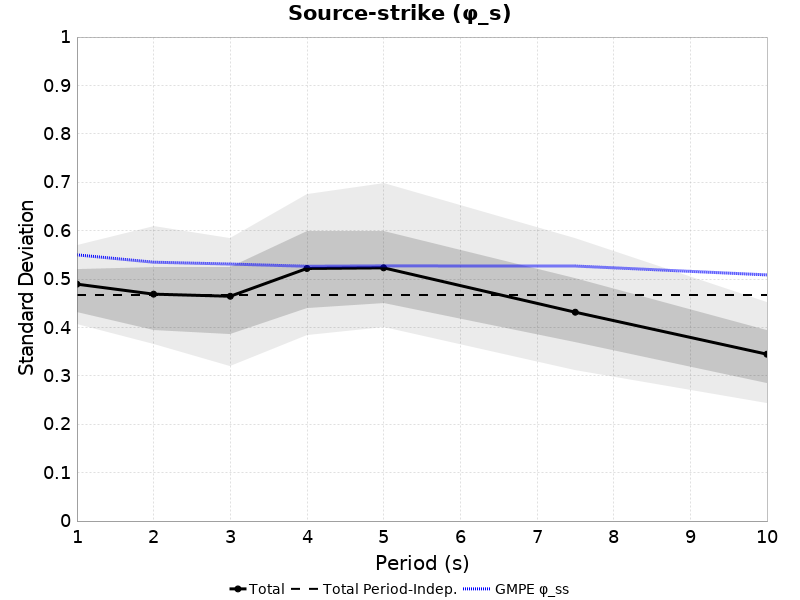 Source-strike (φ_s)
1
0.9
0.8
0.7
0.6
0.5
0.4
0.3
0.2
0.1
0
Standard Deviation
1 2 3 4 5 6 7 8 9 10
Period (s)
Total Total Period-Indep. GMPE φ_ss